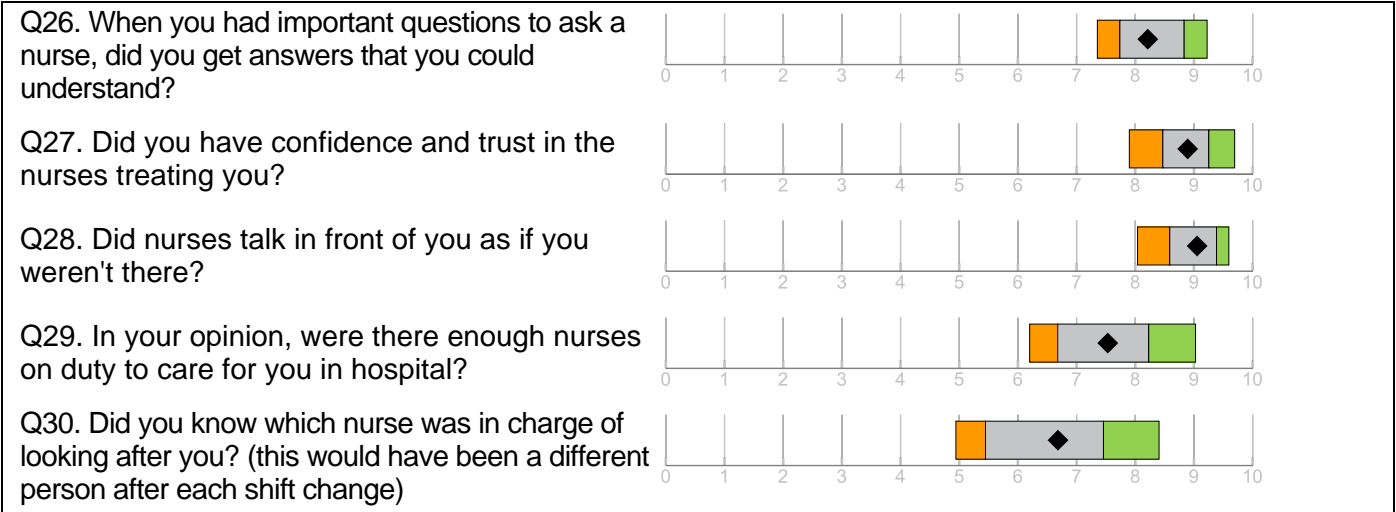 Q26. When you had important questions to ask a
nurse, did you get answers that you could
understand?
0 1 2 3 4 5 6 7 8 9 10
Q27. Did you have confidence and trust in the
nurses treating you?
0 1 2 3 4 5 6 7 8 9 10
Q28. Did nurses talk in front of you as if you
weren't there?
0 1 2 3 4 5 6 7 8 9 10
Q29. In your opinion, were there enough nurses
on duty to care for you in hospital?
0 1 2 3 4 5 6 7 8 9 10
Q30. Did you know which nurse was in charge of
looking after you? (this would have been a different
person after each shift change)
0 1 2 3 4 5 6 7 8 9 10